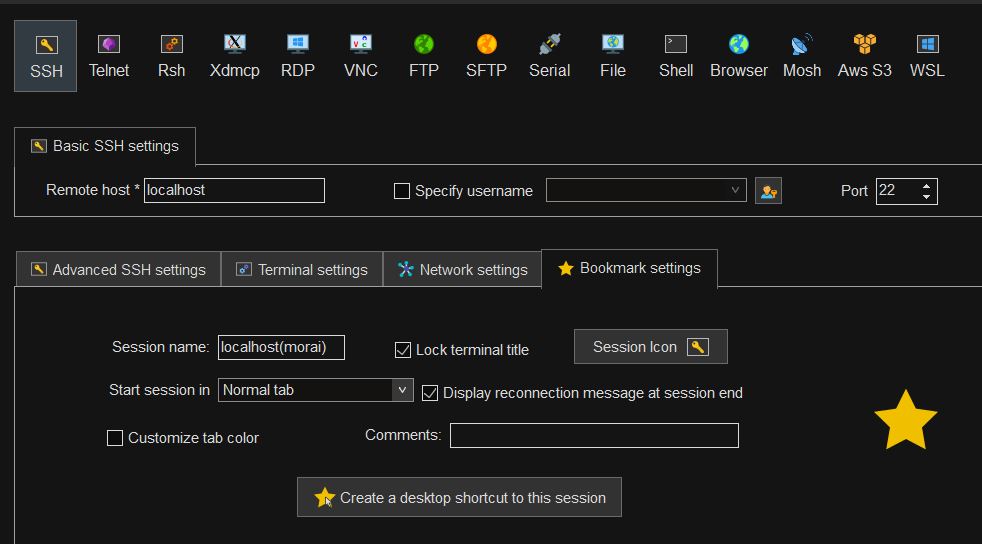 SSH Telnet Rsh Xdmcp RDP VNC FTP SFTP Serial File Shell Browser Mosh Aws S3 WSL
Basic SSH settings
Remote host * localhost Specify username Port 22
Advanced SSH settings Terminal settings Network settings Bookmark settings
Session name: localhost(morai) Lock terminal title Session Icon
Start session in Normal tab Display reconnection message at session end
Customize tab color Comments:
Create a desktop shortcut to this session